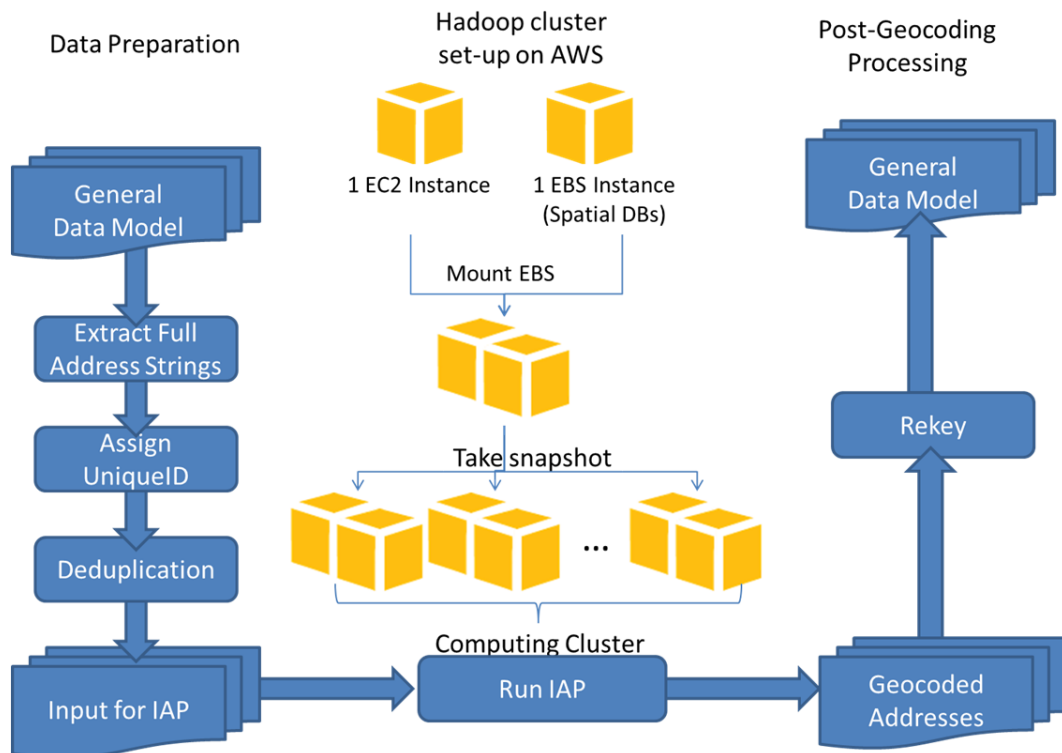 Data Preparation
General
Data Model
Extract Full
Address Strings
Assign
UniqueID
Deduplication
Input for IAP
Hadoop cluster
set-up on AWS
1 EC2 Instance
1 EBS Instance
(Spatial DBs)
Mount EBS
Take snapshot
...
Computing Cluster
Run IAP
Post-Geocoding
Processing
General
Data Model
Rekey
Geocoded
Addresses